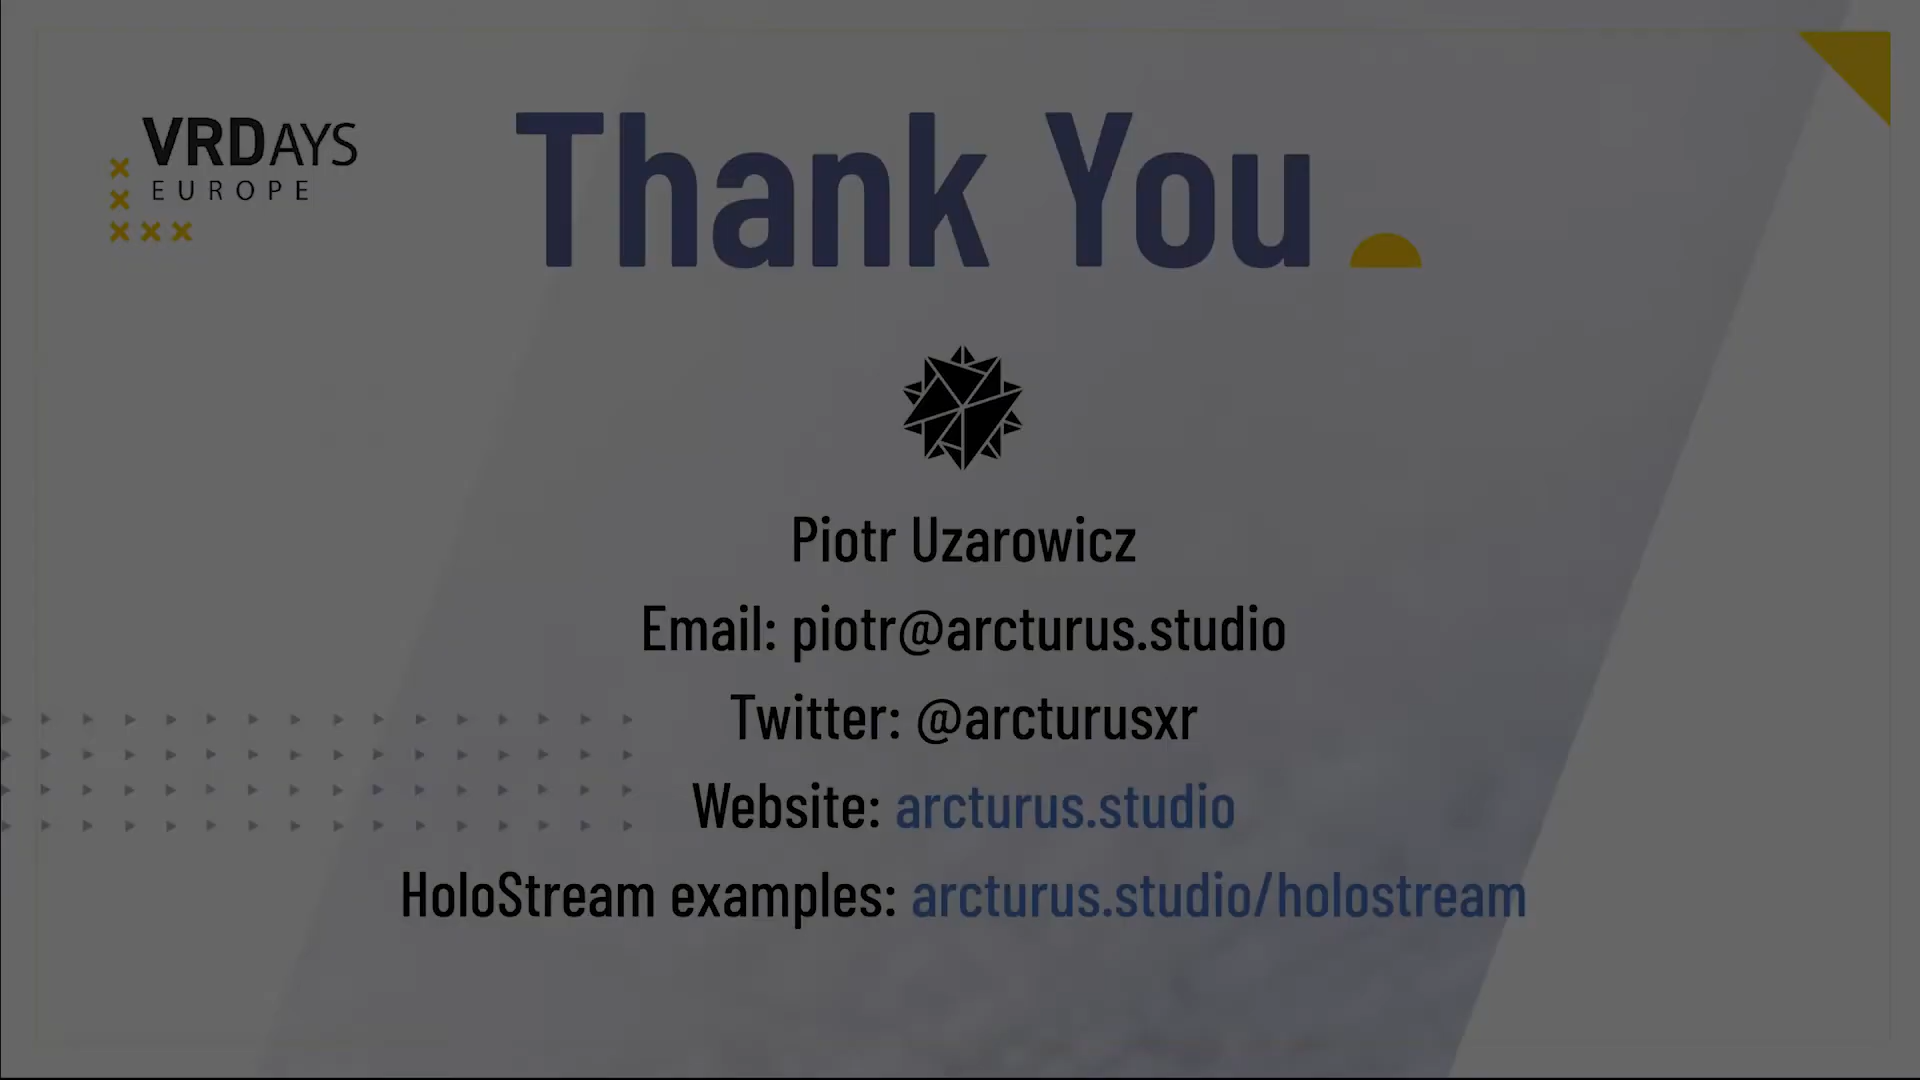 VRDAYS
EUROPE
Thank You
Piotr Uzarowicz
Email: piotr@arcturus.studio
Twitter: @arcturusxr
Website: arcturus.studio
HoloStream examples: arcturus.studio/holostream